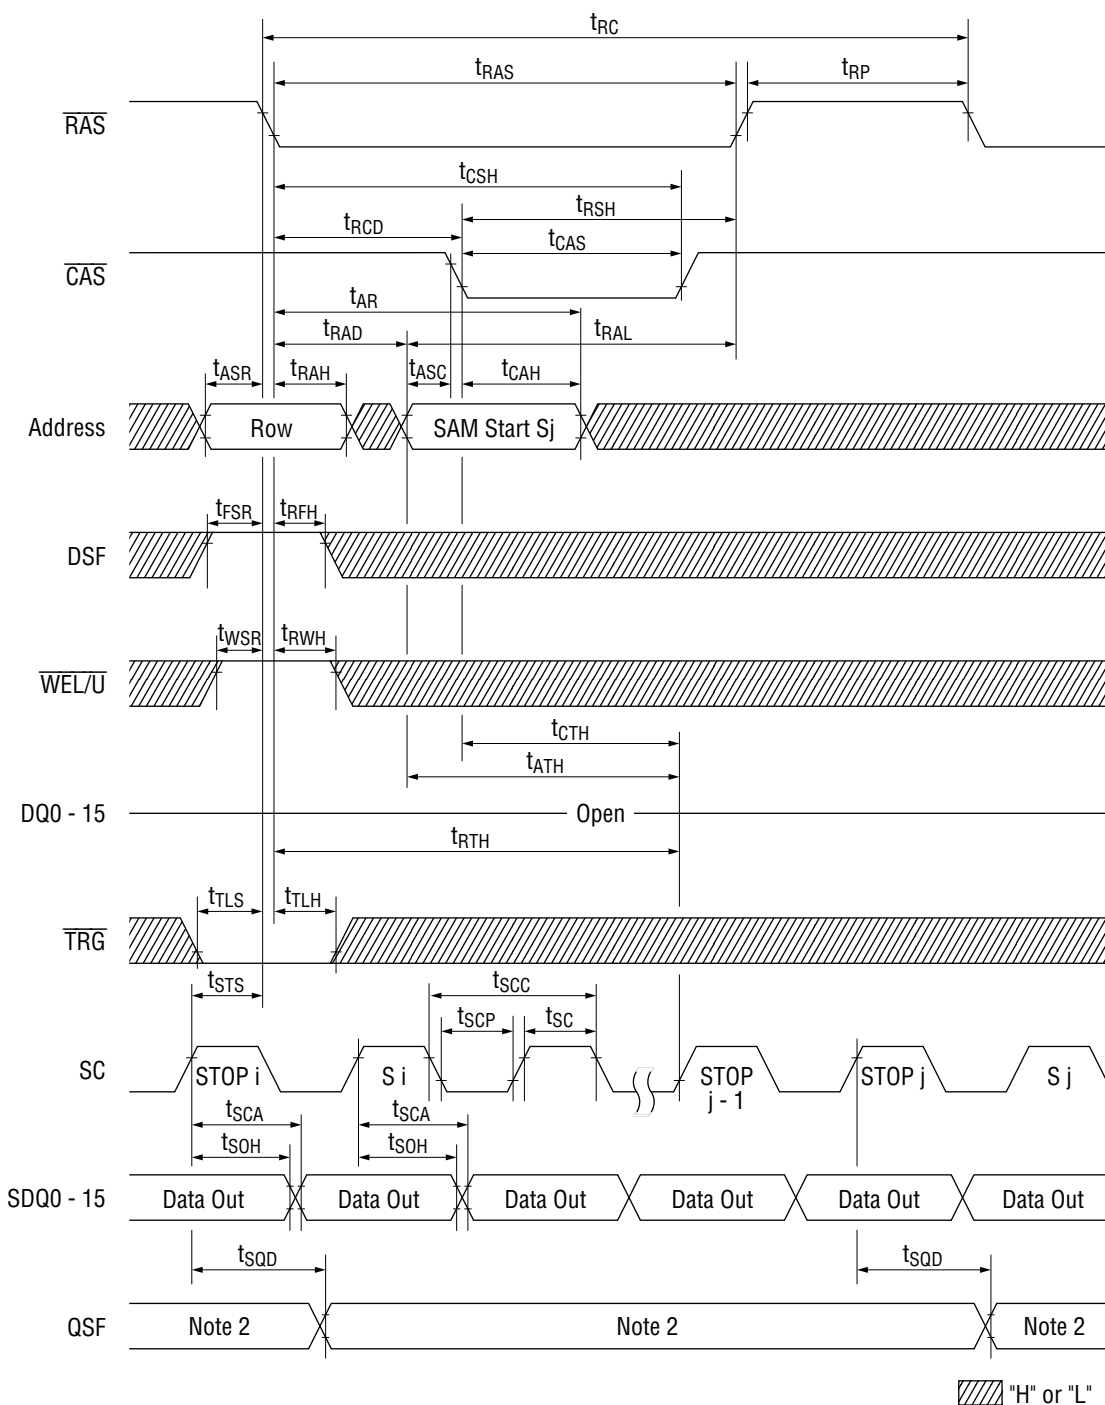 tRC
tRAS
tRP
RAS
tCSH
tRSH
tRCD
tCAS
CAS
tAR
tRAD
tRAL
tASR
tRAH
tASC
tCAH
Address
Row
SAM Start Sj
tFSR
tRFH
DSF
tWSR
tRWH
WEL/U
tCTH
tATH
DQ0 - 15
Open
tRTH
tTLS
tTLH
TRG
tSTS
tSCC
tSCP
tSC
SC
STOP i
S i
STOP
j - 1
STOP j
S j
tSCA
tSCA
tSOH
tSOH
SDQ0 - 15
Data Out
Data Out
Data Out
Data Out
Data Out
Data Out
tSQD
tSQD
QSF
Note 2
Note 2
Note 2
"H" or "L"